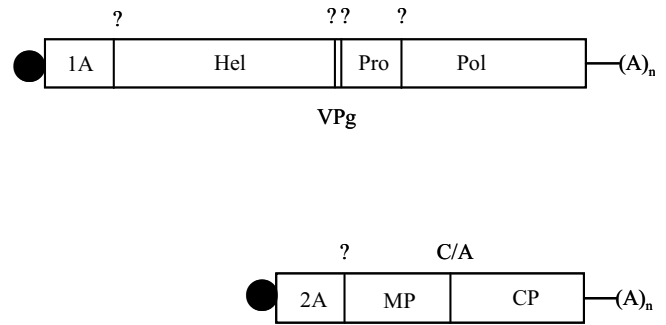 ? ? ? ?
1A Hel Pro Pol (A)n
VPg
? C/A
2A MP CP (A)n